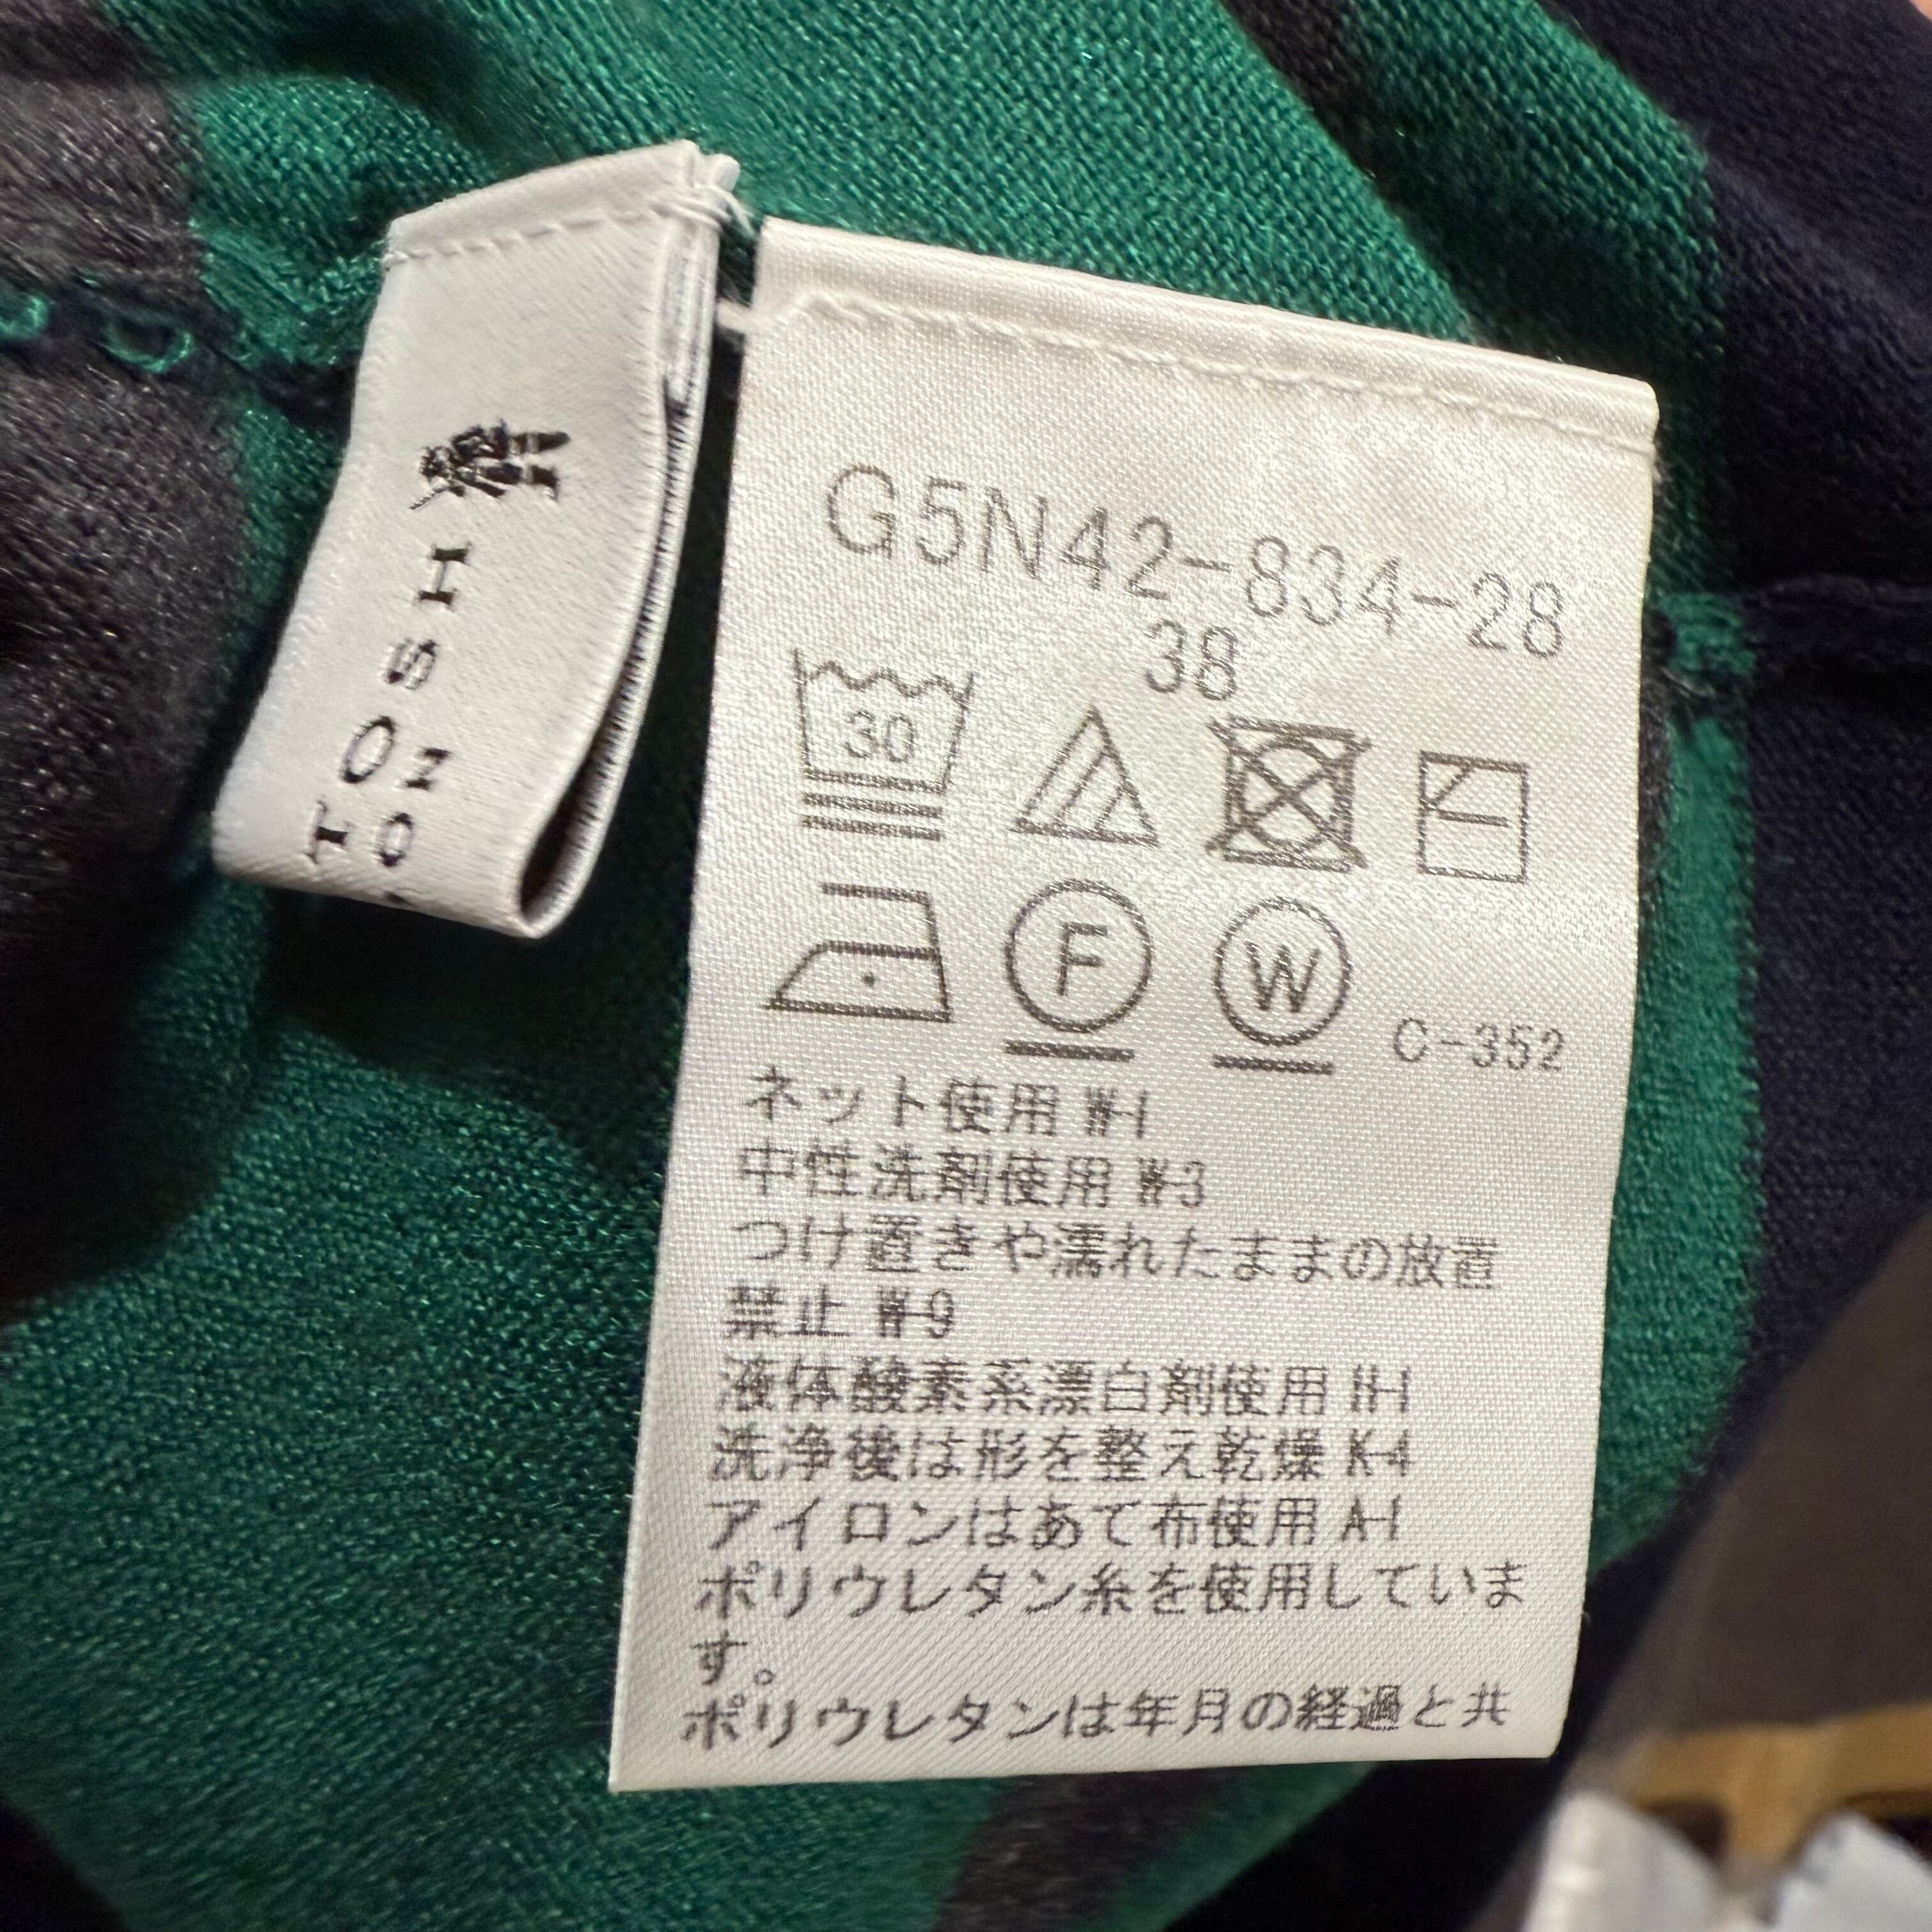 TOSH
G5N42-834-28
38
30
F W C-352
ネット使用 W-1
中性洗剤使用 W-3
つけ置きや濡れたままの放置
禁止 W-9
液体酸素系漂白剤使用 H-1
洗浄後は形を整え乾燥 K-4
アイロンはあて布使用 A-1
ポリウレタン糸を使用していま
す。
ポリウレタンは年月の経過と共